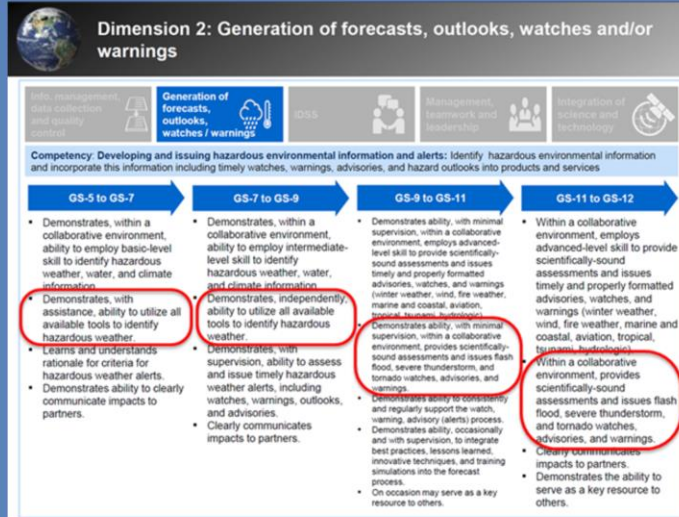 Dimension 2: Generation of forecasts, outlooks, watches and/or
warnings
Info. management,
data collection
and quality
control
Generation of
forecasts,
outlooks,
watches / warnings
IDSS
Management,
teamwork and
leadership
Integration of
science and
technology
Competency: Developing and issuing hazardous environmental information and alerts: Identify hazardous environmental information
and incorporate this information including timely watches, warnings, advisories, and hazard outlooks into products and services
GS-5 to GS-7
• Demonstrates, within a
collaborative environment,
ability to employ basic-level
skill to identify hazardous
weather, water, and climate
information.
• Demonstrates, with
assistance, ability to utilize all
available tools to identify
hazardous weather.
• Learns and understands
rationale for criteria for
hazardous weather alerts.
• Demonstrates ability to clearly
communicate impacts to
partners.
GS-7 to GS-9
• Demonstrates, within a
collaborative environment,
ability to employ intermediate-
level skill to identify
hazardous weather, water,
and climate information.
• Demonstrates, independently,
ability to utilize all available
tools to identify hazardous
weather.
• Demonstrates, with
supervision, ability to assess
and issue timely hazardous
weather alerts, including
watches, warnings, outlooks,
and advisories.
• Clearly communicates
impacts to partners.
GS-9 to GS-11
• Demonstrates ability, with minimal
supervision, within a collaborative
environment, employs advanced-
level skill to provide scientifically-
sound assessments and issues
timely and properly formatted
advisories, watches, and warnings
(winter weather, wind, fire weather,
marine and coastal, aviation,
tropical, tsunami, hydrologic).
• Demonstrates ability, with minimal
supervision, within a collaborative
environment, provides scientifically-
sound assessments and issues flash
flood, severe thunderstorm, and
tornado watches, advisories, and
warnings.
• Demonstrates ability to consistently
and regularly support the watch,
warning, advisory (alerts) process.
• Demonstrates ability, occasionally
and with supervision, to integrate
best practices, lessons learned,
innovative techniques, and training
simulations into the forecast
process.
• On occasion may serve as a key
resource to others.
GS-11 to GS-12
• Within a collaborative
environment, employs
advanced-level skill to provide
scientifically-sound
assessments and issues
timely and properly formatted
advisories, watches, and
warnings (winter weather,
wind, fire weather, marine and
coastal, aviation, tropical,
tsunami, hydrologic).
• Within a collaborative
environment, provides
scientifically-sound
assessments and issues flash
flood, severe thunderstorm,
and tornado watches,
advisories, and warnings.
• Clearly communicates
impacts to partners.
• Demonstrates the ability to
serve as a key resource to
others.